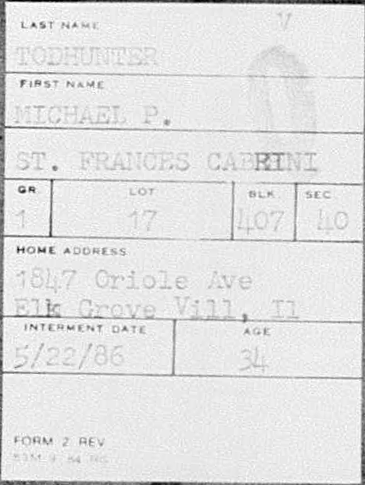 LAST NAME V
TODHUNTER
FIRST NAME
MICHAEL P.
ST. FRANCES CABRINI
GR. LOT BLK SEC
1 17 407 40
HOME ADDRESS
1847 Oriole Ave
Elk Grove Vill, Il
INTERMENT DATE AGE
5/22/86 34
FORM 2 REV